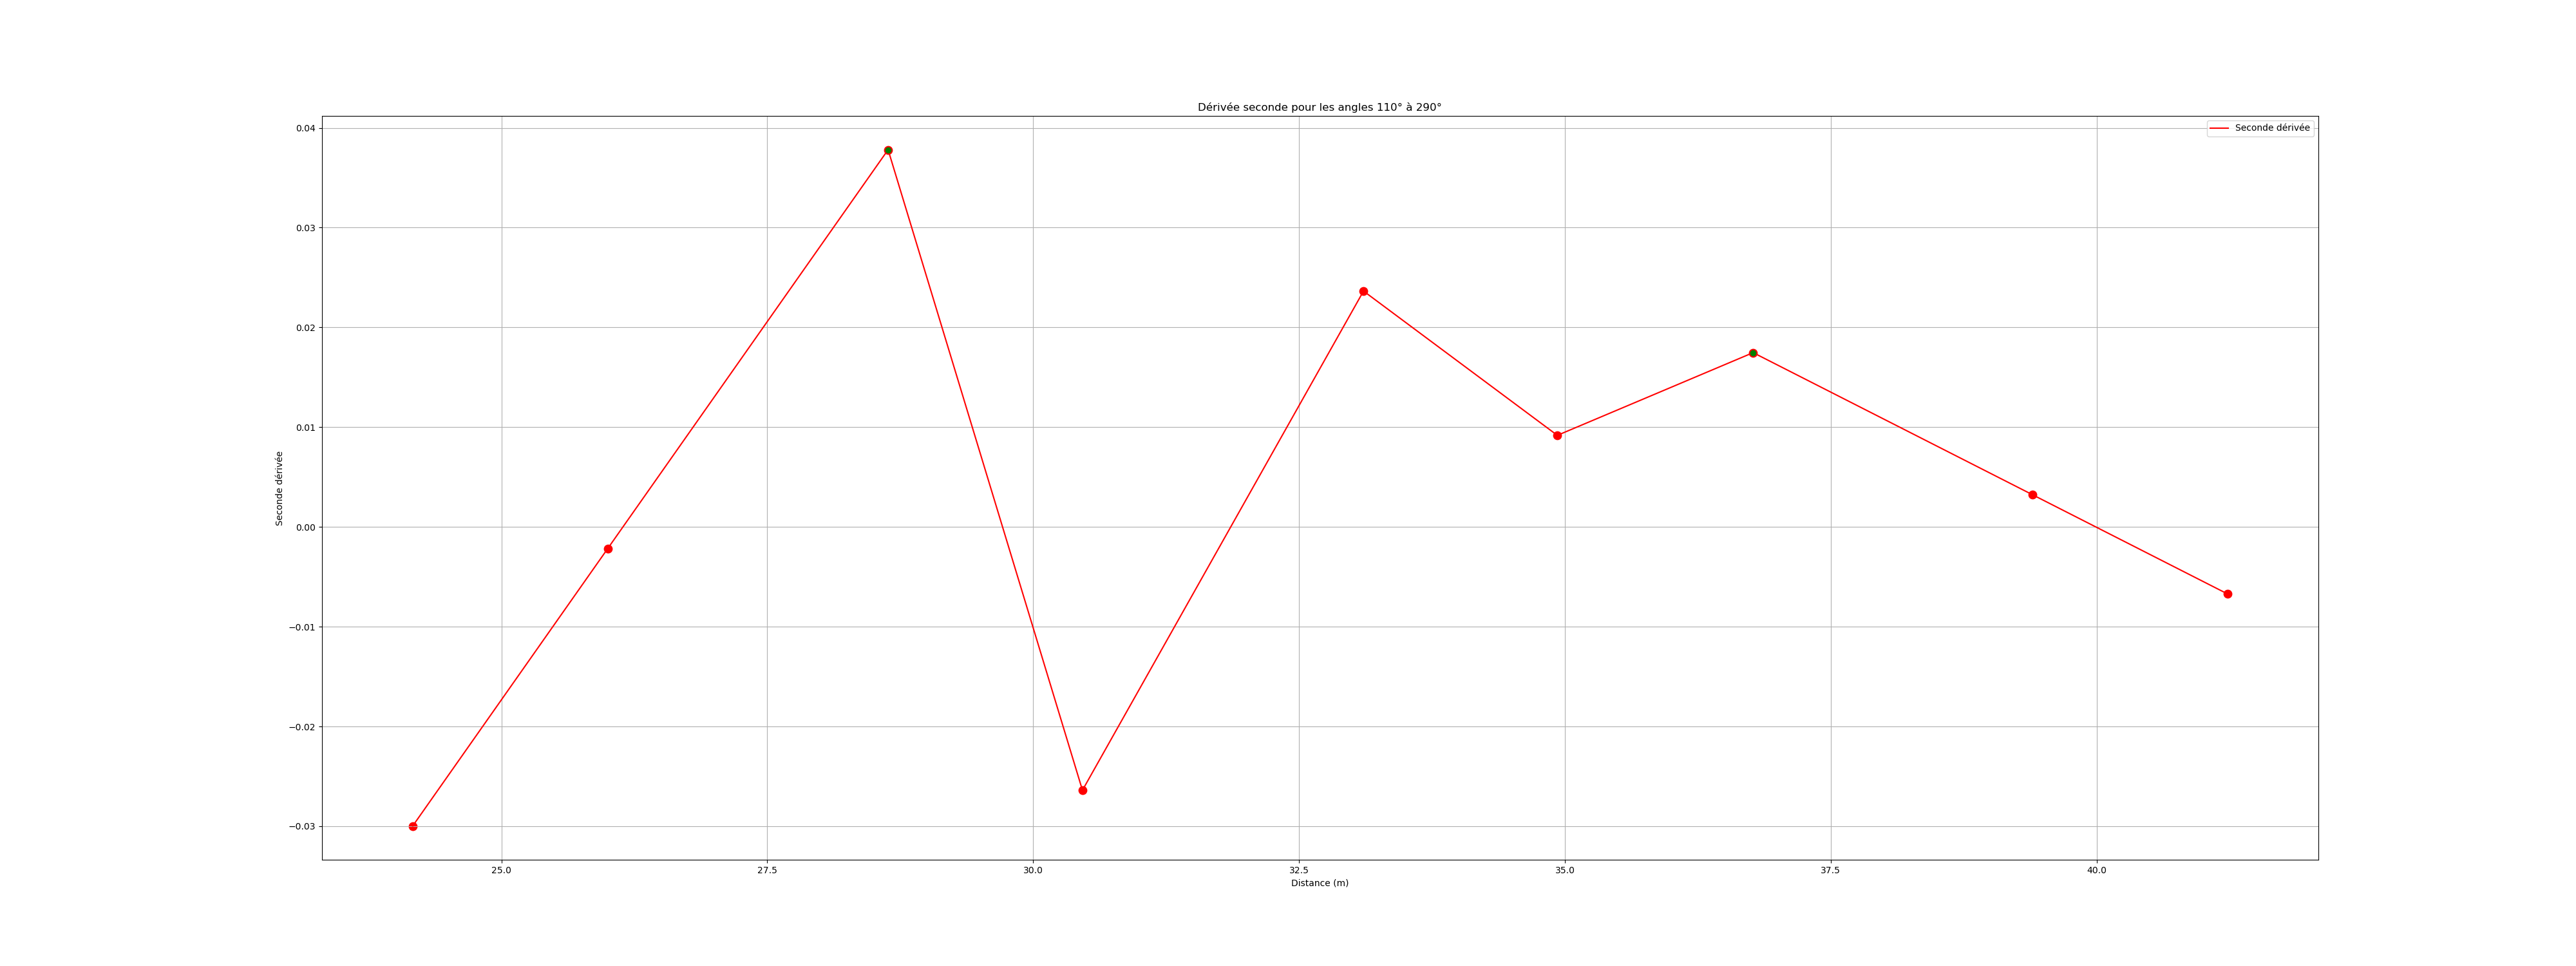 Dérivée seconde pour les angles 110° à 290°
Seconde dérivée
0.04
0.03
0.02
0.01
0.00
−0.01
−0.02
−0.03
Seconde dérivée
25.0 27.5 30.0 32.5 35.0 37.5 40.0
Distance (m)